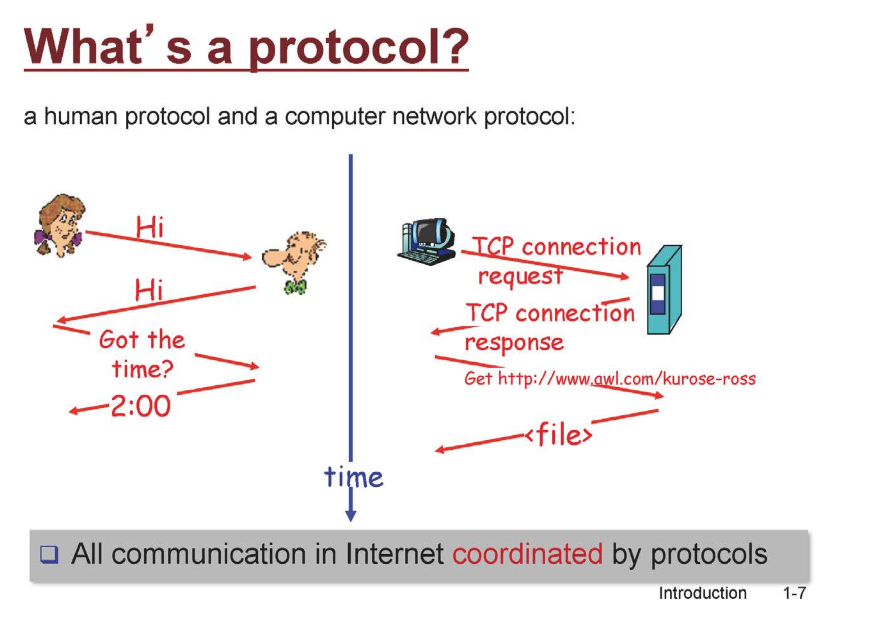 What's a protocol?
a human protocol and a computer network protocol:
Hi
Hi
Got the
time?
2:00
TCP connection
request
TCP connection
response
Get http://www.awl.com/kurose-ross
<file>
time
All communication in Internet coordinated by protocols
Introduction 1-7